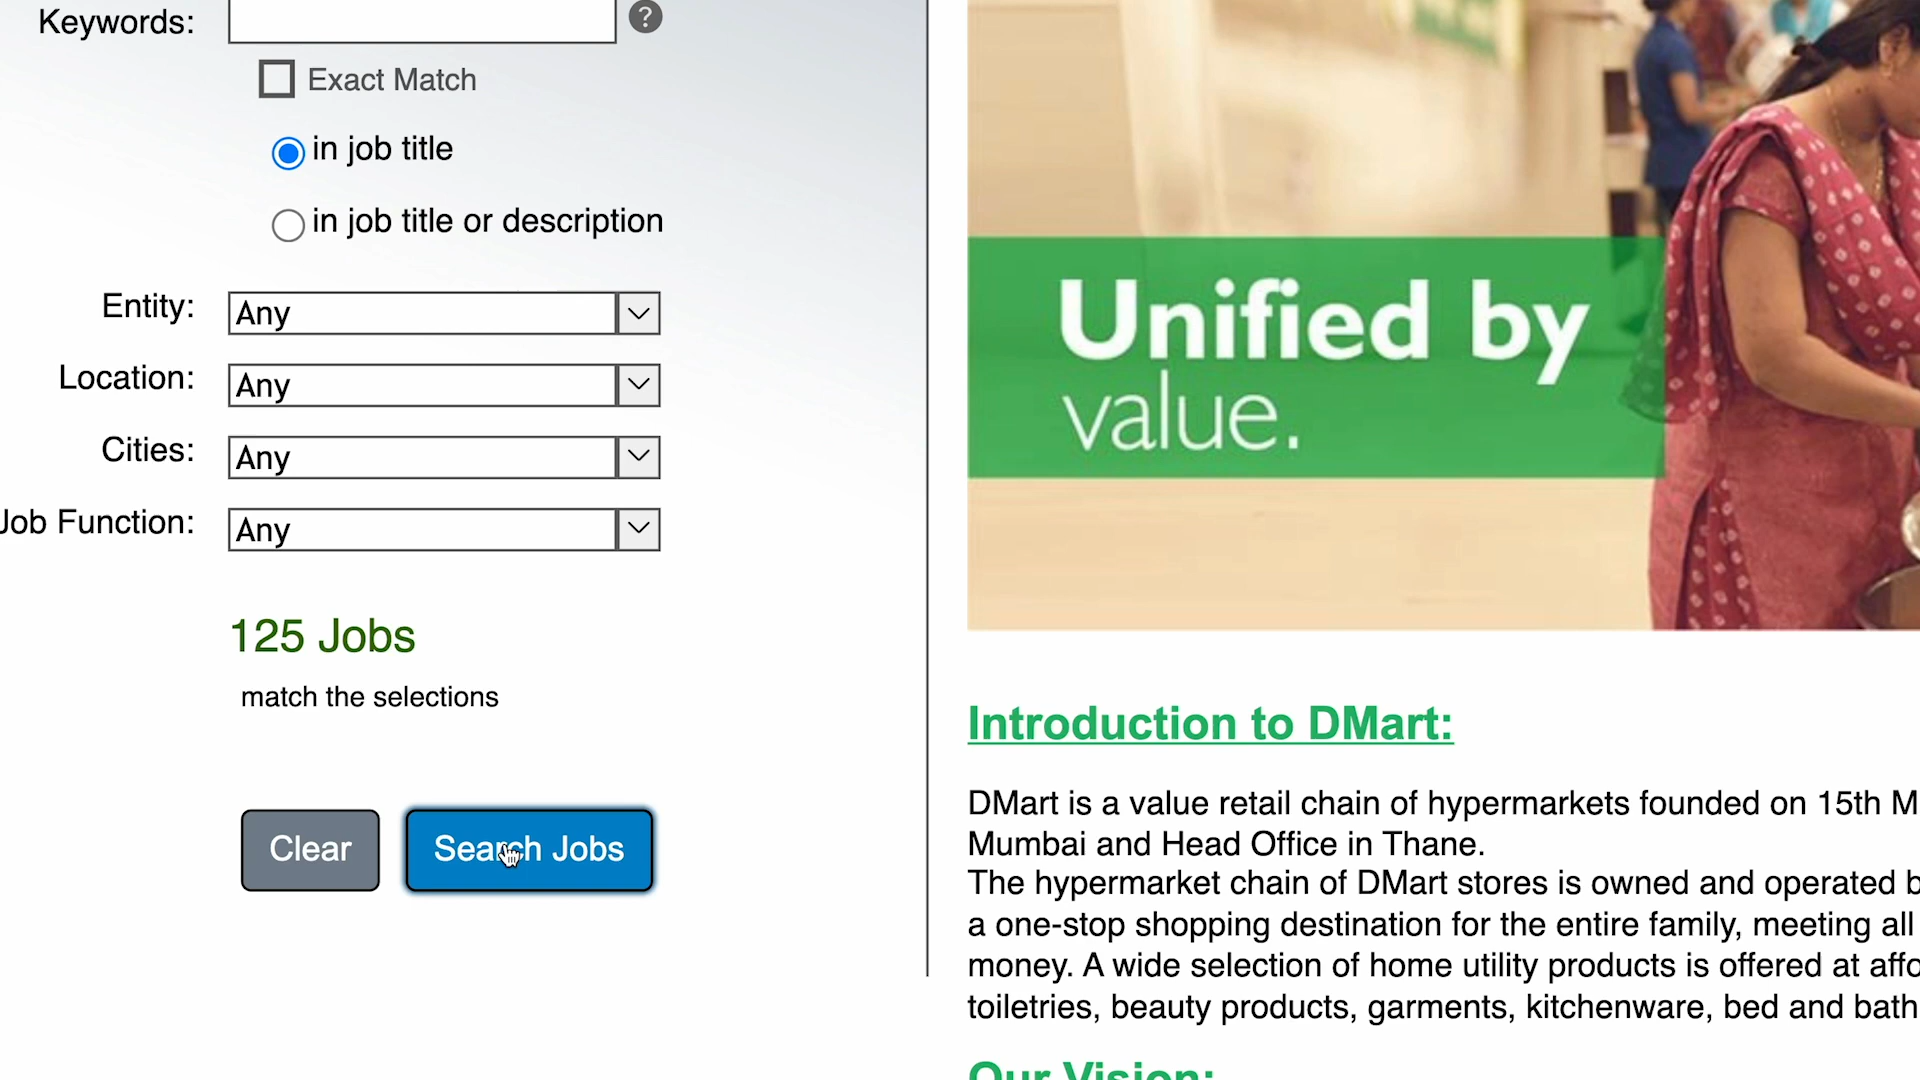 Keywords:
?
Exact Match
in job title
in job title or description
Entity:
Any
Location:
Any
Cities:
Any
Job Function:
Any
125 Jobs
match the selections
Clear
Search Jobs
Unified by
value.
Introduction to DMart:
DMart is a value retail chain of hypermarkets founded on 15th M
Mumbai and Head Office in Thane.
The hypermarket chain of DMart stores is owned and operated b
a one-stop shopping destination for the entire family, meeting all
money. A wide selection of home utility products is offered at affo
toiletries, beauty products, garments, kitchenware, bed and bath
Our Vision: